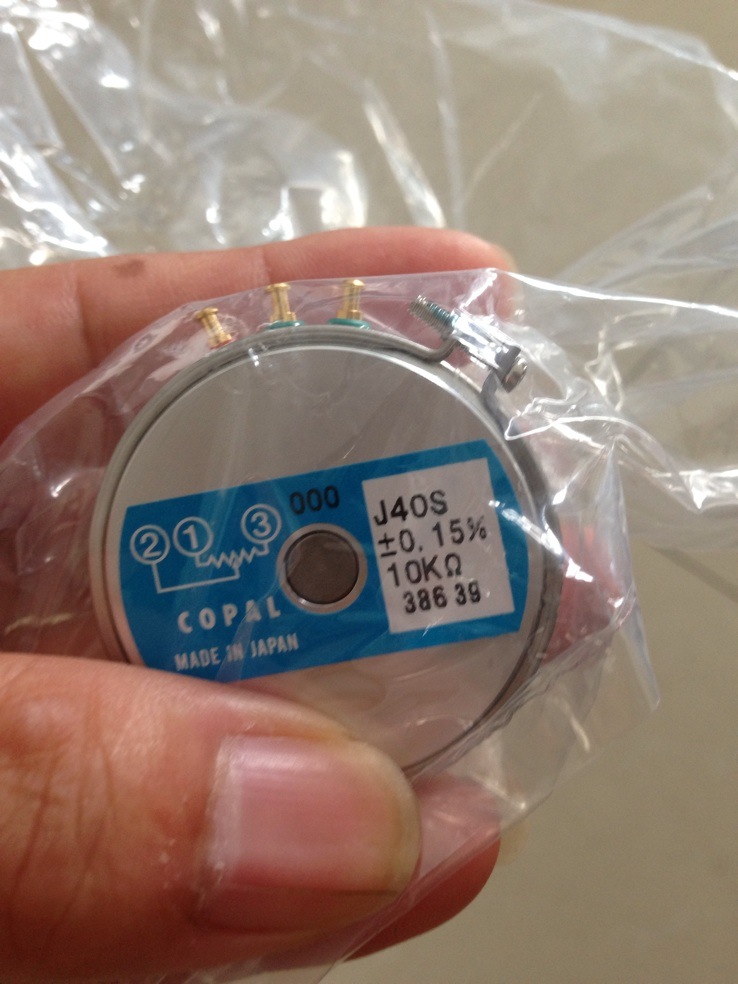 000
② ① ③
COPAL
MADE IN JAPAN
J40S
±0.15%
10KΩ
386 39